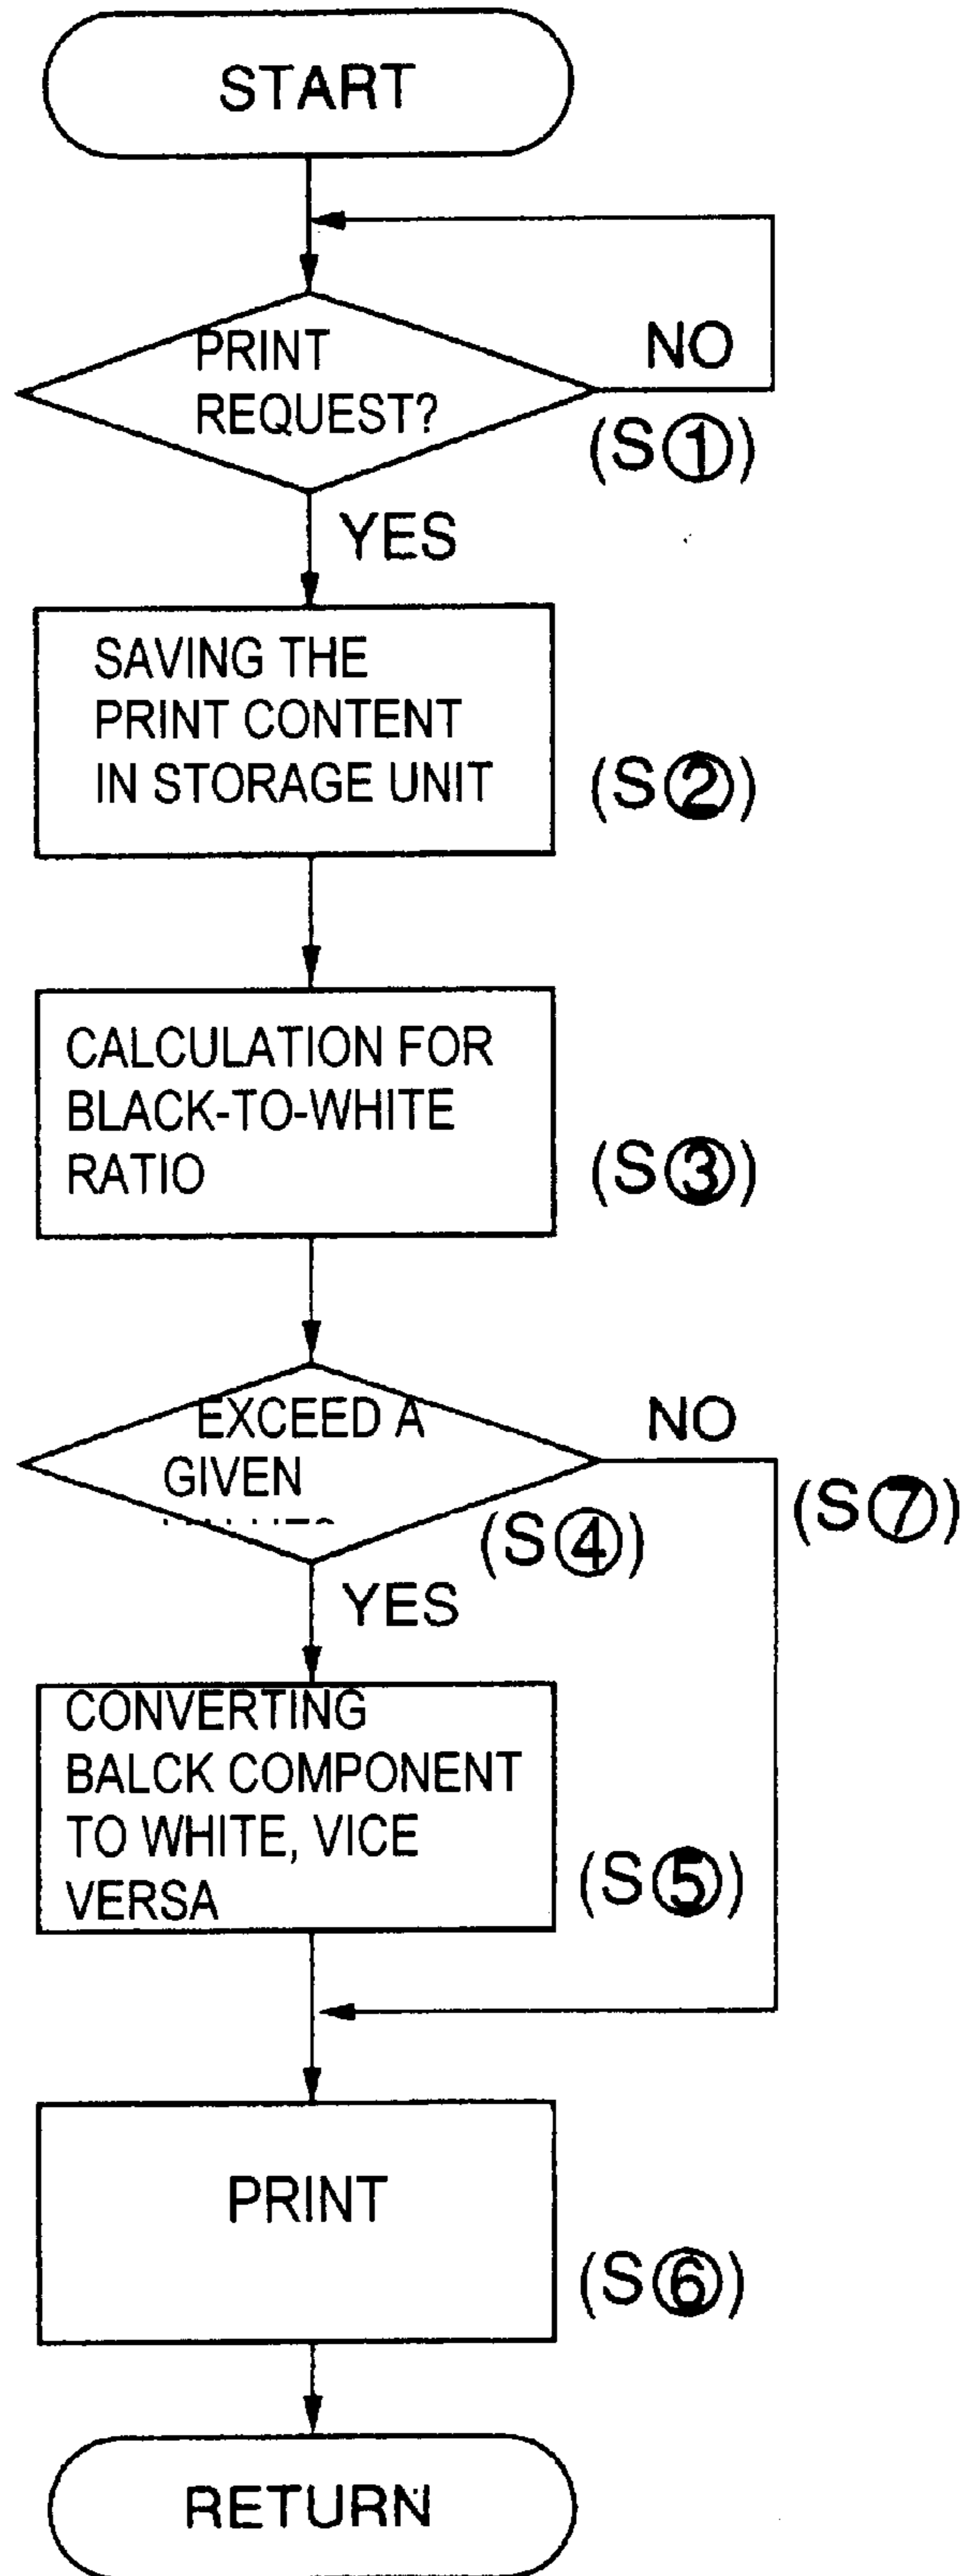 START
PRINT
REQUEST?
NO
(S①)
YES
SAVING THE
PRINT CONTENT
IN STORAGE UNIT
(S②)
CALCULATION FOR
BLACK-TO-WHITE
RATIO
(S③)
EXCEED A
GIVEN
NO
(S⑦)
(S④)
YES
CONVERTING
BALCK COMPONENT
TO WHITE, VICE
VERSA
(S⑤)
PRINT
(S⑥)
RETURN